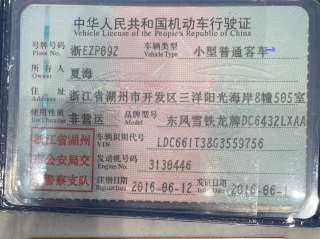 中华人民共和国机动车行驶证
Vehicle License of the People's Republic of China
号牌号码 Plate No. 浙EZP092 车辆类型 Vehicle Type 小型普通客车
所有人 Owner 夏海
住址 Address 浙江省湖州市开发区三洋阳光海岸8幢505室
使用性质 Use Character 非营运 品牌型号 Model 东风雪铁龙牌DC6432LXAA
浙江省湖州 车辆识别代号 VIN LDC661T38G3559756
市公安局交 发动机号码 Engine No. 3130446
警察支队 注册日期 Register Date 2016-06-12 发证日期 Issue Date 2016-06-1